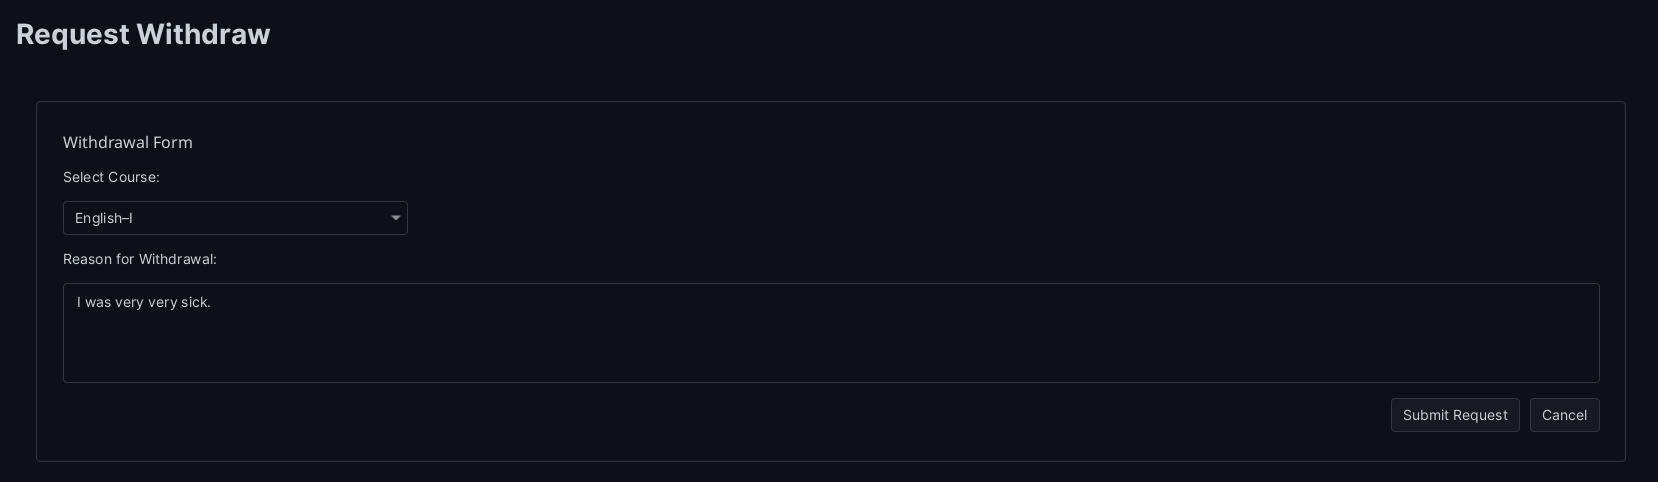 Request Withdraw
Withdrawal Form
Select Course:
English–I
Reason for Withdrawal:
I was very very sick.
Submit Request
Cancel